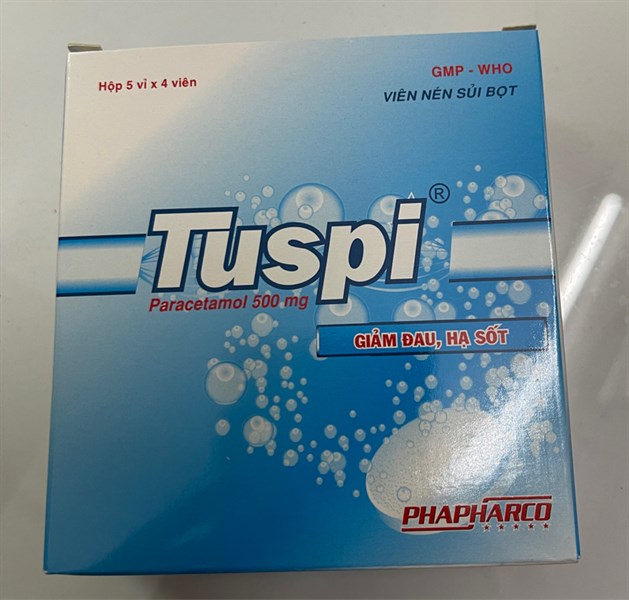 Hộp 5 vỉ x 4 viên
GMP - WHO
VIÊN NÉN SỦI BỌT
Tuspi®
Paracetamol 500 mg
GIẢM ĐAU, HẠ SỐT
PHAPHARCO